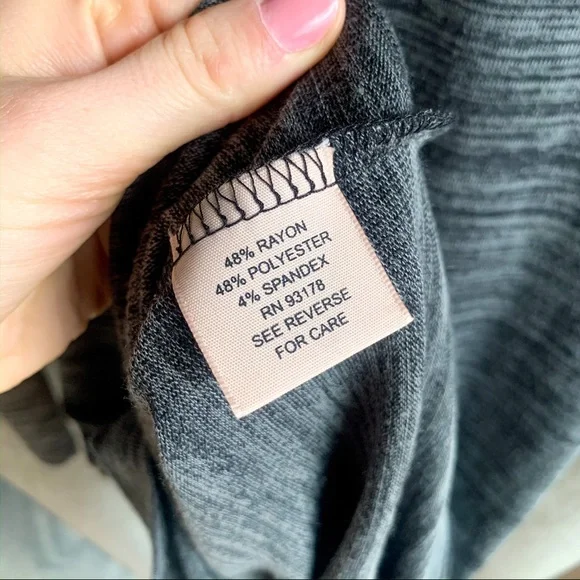 48% RAYON
48% POLYESTER
4% SPANDEX
RN 93178
SEE REVERSE
FOR CARE